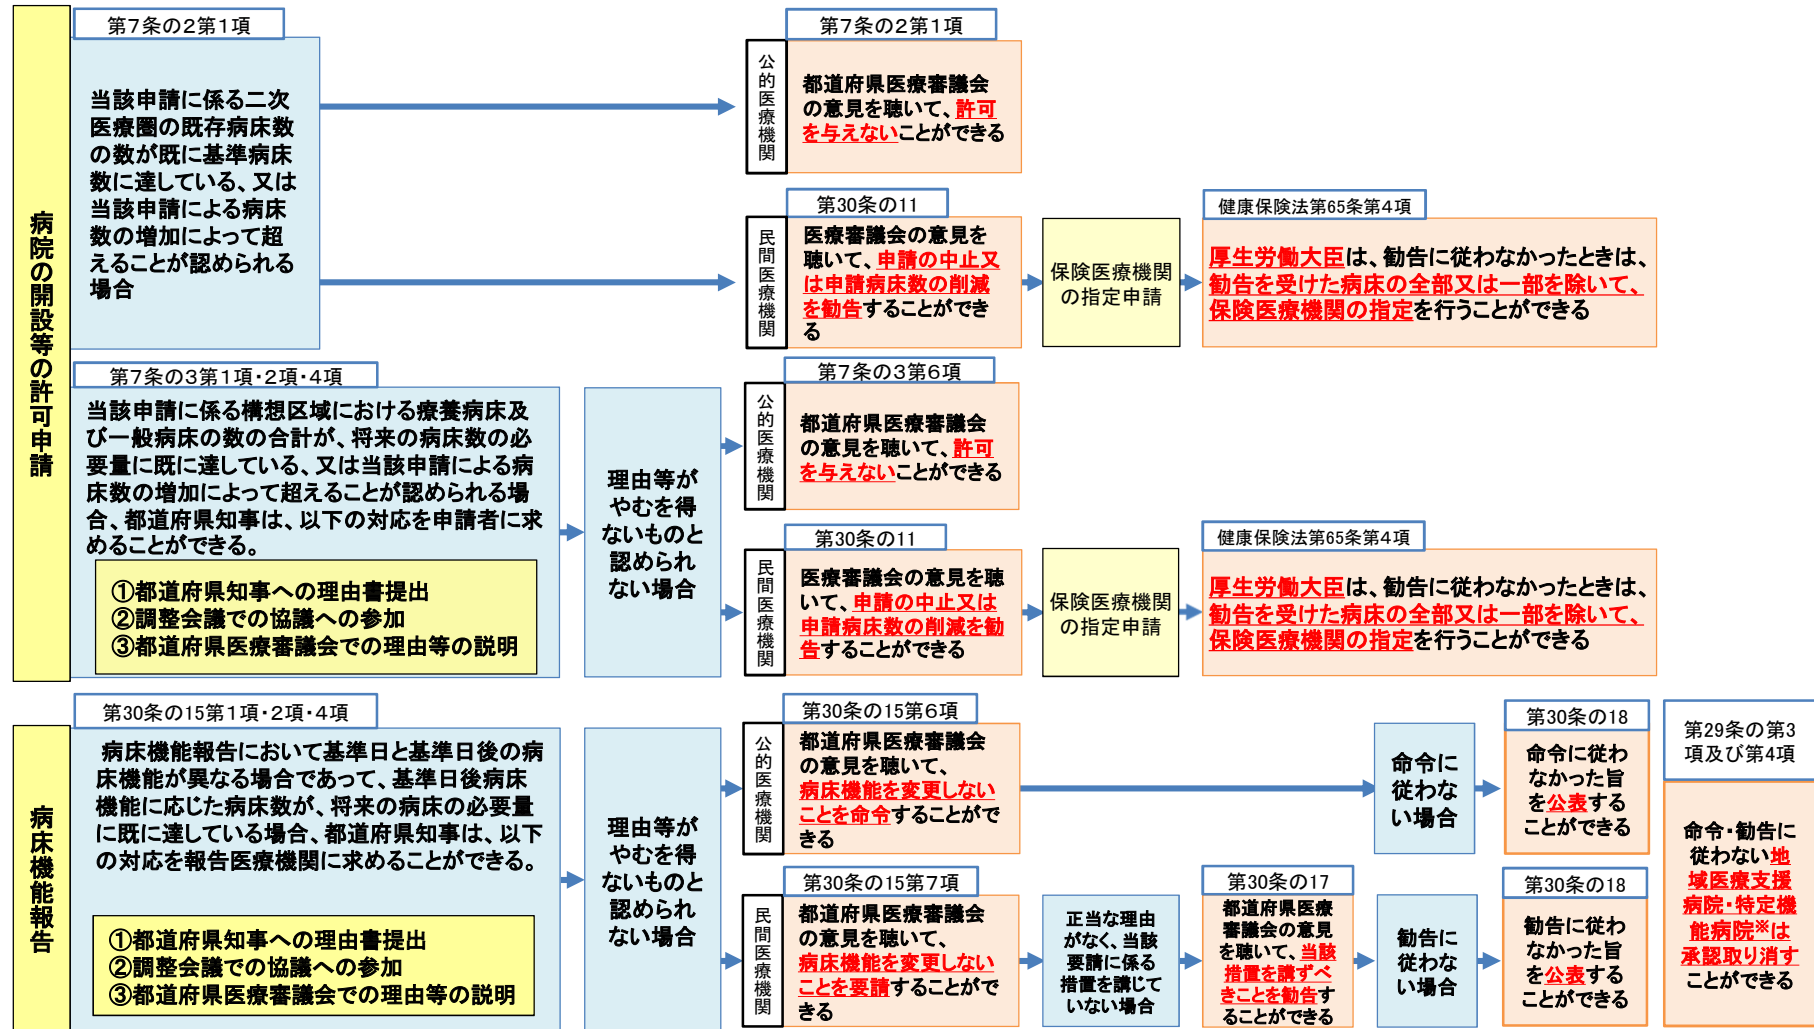 病院の開設等の許可申請
第7条の2第1項
当該申請に係る二次
医療圏の既存病床数
の数が既に基準病床
数に達している、又は
当該申請による病床
数の増加によって超
えることが認められる
場合
第7条の2第1項
公的医療機関
都道府県医療審議会
の意見を聴いて、許可
を与えないことができる
第30条の11
民間医療機関
医療審議会の意見を
聴いて、申請の中止又
は申請病床数の削減
を勧告することができ
る
保険医療機関
の指定申請
健康保険法第65条第4項
厚生労働大臣は、勧告に従わなかったときは、
勧告を受けた病床の全部又は一部を除いて、
保険医療機関の指定を行うことができる
第7条の3第1項・2項・4項
当該申請に係る構想区域における療養病床及
び一般病床の数の合計が、将来の病床数の必
要量に既に達している、又は当該申請による病
床数の増加によって超えることが認められる場
合、都道府県知事は、以下の対応を申請者に求
めることができる。
①都道府県知事への理由書提出
②調整会議での協議への参加
③都道府県医療審議会での理由等の説明
理由等が
やむを得
ないものと
認められ
ない場合
第7条の3第6項
公的医療機関
都道府県医療審議会
の意見を聴いて、許可
を与えないことができる
第30条の11
民間医療機関
医療審議会の意見を聴
いて、申請の中止又は
申請病床数の削減を勧
告することができる
保険医療機関
の指定申請
健康保険法第65条第4項
厚生労働大臣は、勧告に従わなかったときは、
勧告を受けた病床の全部又は一部を除いて、
保険医療機関の指定を行うことができる
病床機能報告
第30条の15第1項・2項・4項
病床機能報告において基準日と基準日後の病
床機能が異なる場合であって、基準日後病床
機能に応じた病床数が、将来の病床の必要量
に既に達している場合、都道府県知事は、以下
の対応を報告医療機関に求めることができる。
①都道府県知事への理由書提出
②調整会議での協議への参加
③都道府県医療審議会での理由等の説明
理由等が
やむを得
ないものと
認められ
ない場合
第30条の15第6項
公的医療機関
都道府県医療審議会
の意見を聴いて、
病床機能を変更しない
ことを命令することがで
きる
命令に
従わな
い場合
第30条の18
命令に従わ
なかった旨
を公表する
ことができる
第30条の15第7項
民間医療機関
都道府県医療審議会
の意見を聴いて、
病床機能を変更しない
ことを要請することがで
きる
正当な理由
がなく、当該
要請に係る
措置を講じて
いない場合
第30条の17
都道府県医療
審議会の意見
を聴いて、当該
措置を講ずべ
きことを勧告す
ることができる
勧告に
従わな
い場合
第30条の18
勧告に従わ
なかった旨
を公表する
ことができる
第29条の第3
項及び第4項
命令・勧告に
従わない地
域医療支援
病院・特定機
能病院※は
承認取り消す
ことができる